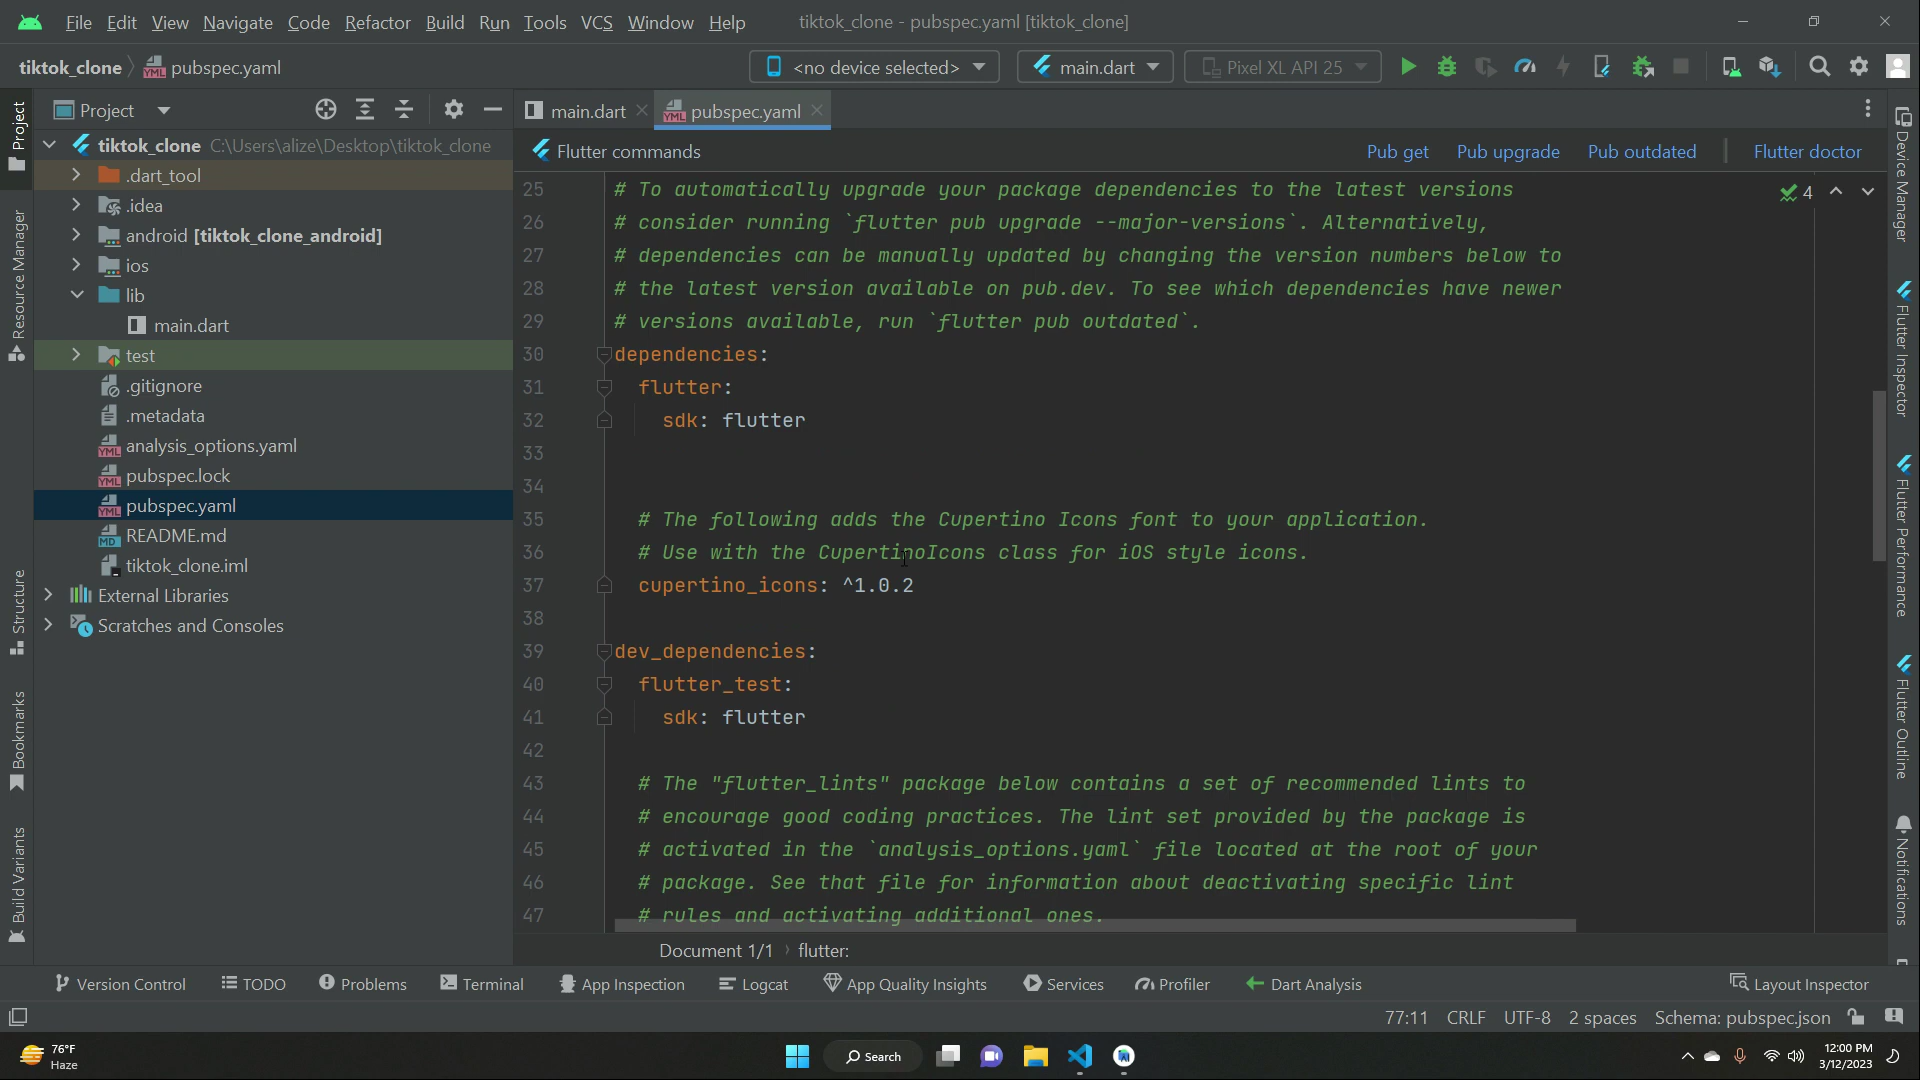 File Edit View Navigate Code Refactor Build Run Tools VCS Window Help tiktok_clone - pubspec.yaml [tiktok_clone]
tiktok_clone pubspec.yaml <no device selected> main.dart Pixel XL API 25
Project main.dart pubspec.yaml
tiktok_clone C:\Users\alize\Desktop\tiktok_clone
.dart_tool
.idea
android [tiktok_clone_android]
ios
lib
main.dart
test
.gitignore
.metadata
analysis_options.yaml
pubspec.lock
pubspec.yaml
README.md
tiktok_clone.iml
External Libraries
Scratches and Consoles
Flutter commands Pub get Pub upgrade Pub outdated Flutter doctor
4
25 # To automatically upgrade your package dependencies to the latest versions
26 # consider running `flutter pub upgrade --major-versions`. Alternatively,
27 # dependencies can be manually updated by changing the version numbers below to
28 # the latest version available on pub.dev. To see which dependencies have newer
29 # versions available, run `flutter pub outdated`.
30 dependencies:
31 flutter:
32 sdk: flutter
33
34
35 # The following adds the Cupertino Icons font to your application.
36 # Use with the CupertinoIcons class for iOS style icons.
37 cupertino_icons: ^1.0.2
38
39 dev_dependencies:
40 flutter_test:
41 sdk: flutter
42
43 # The "flutter_lints" package below contains a set of recommended lints to
44 # encourage good coding practices. The lint set provided by the package is
45 # activated in the `analysis_options.yaml` file located at the root of your
46 # package. See that file for information about deactivating specific lint
47 # rules and activating additional ones.
Document 1/1 flutter:
Project
Resource Manager
Structure
Bookmarks
Build Variants
Device Manager
Flutter Inspector
Flutter Performance
Flutter Outline
Notifications
Version Control TODO Problems Terminal App Inspection Logcat App Quality Insights Services Profiler Dart Analysis Layout Inspector
77:11 CRLF UTF-8 2 spaces Schema: pubspec.json
76°F
Haze
Search
12:00 PM
3/12/2023